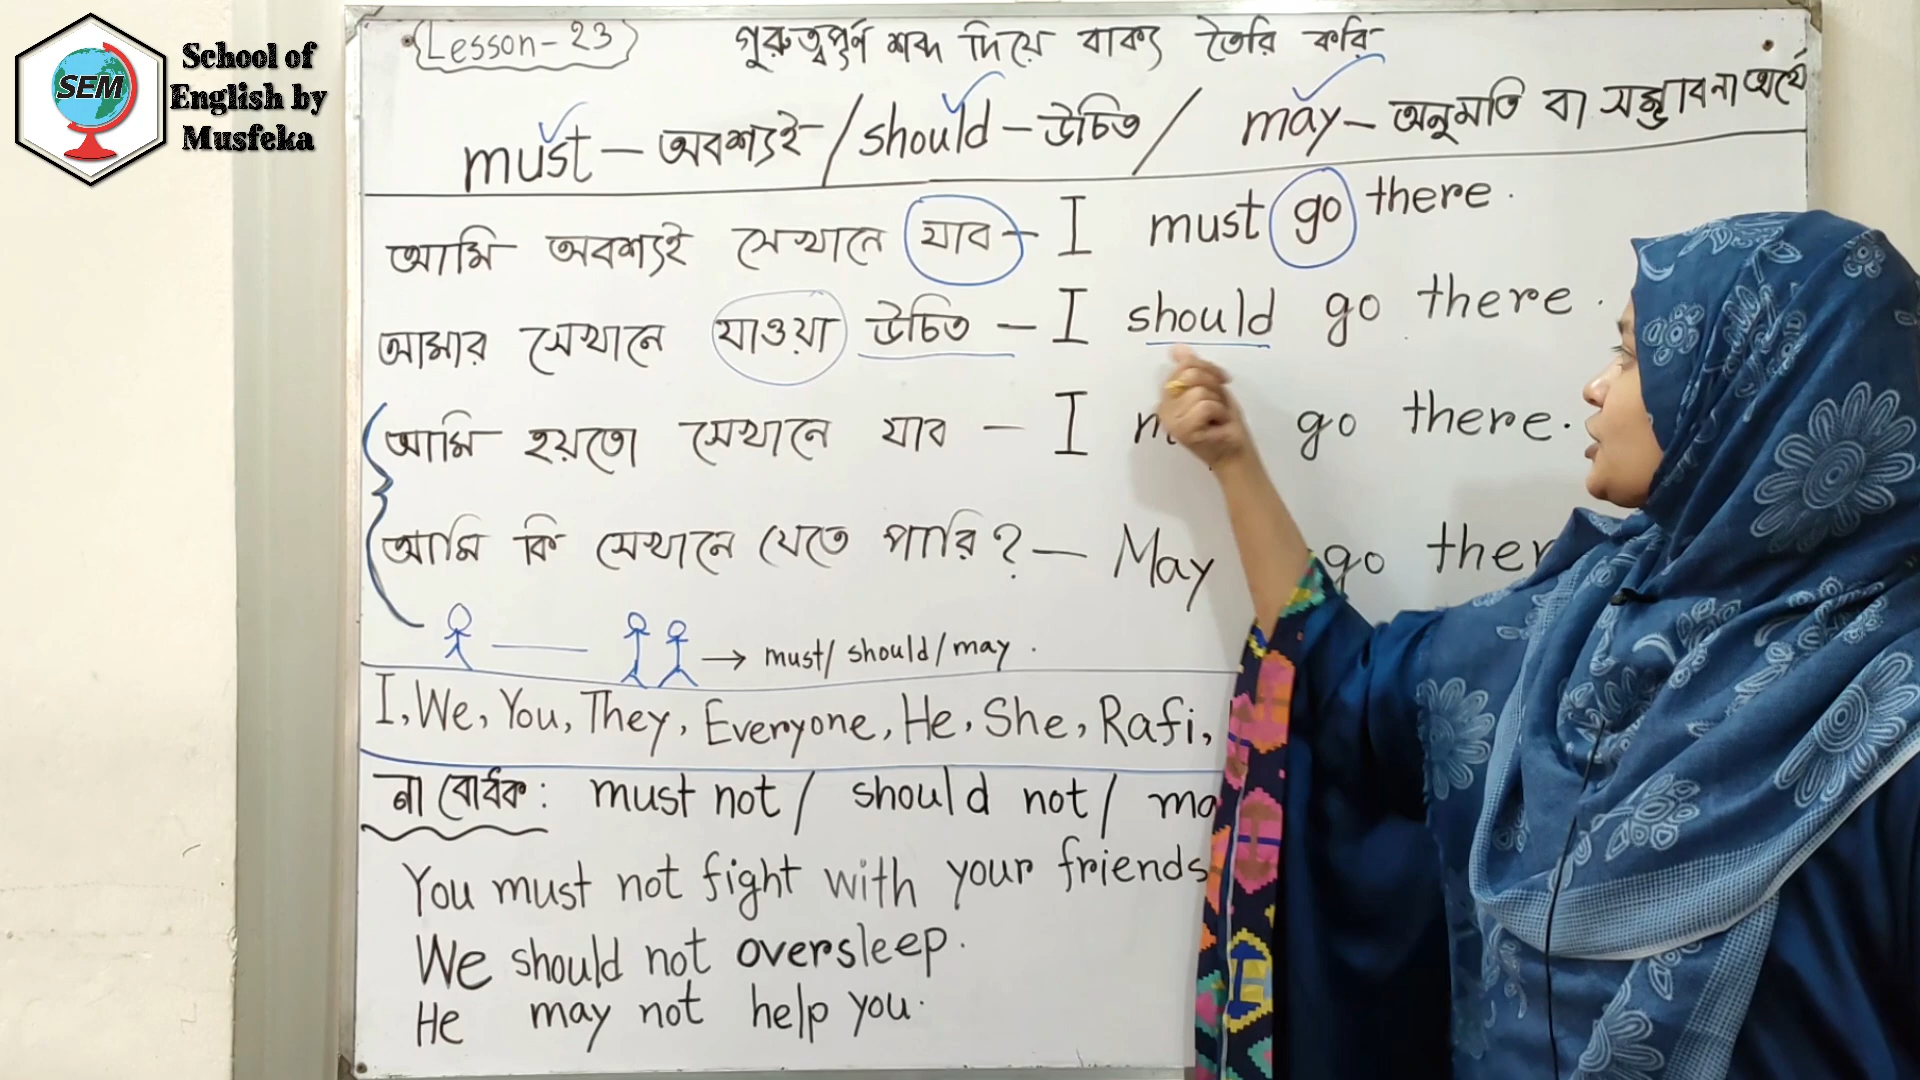 SEM
School of
English by
Musfeka
Lesson-23 গুরুত্বপূর্ণ শব্দ দিয়ে বাক্য তৈরি করি
must - অবশ্যই / should - উচিত / may - অনুমতি বা সম্ভাবনা অর্থে
আমি অবশ্যই সেখানে যাব - I must go there.
আমার সেখানে যাওয়া উচিত - I should go there.
আমি হয়তো সেখানে যাব - I go there.
আমি কি সেখানে যেতে পারি? - May go ther
→ must/ should/ may.
I, We, You, They, Everyone, He, She, Rafi,
না বোধক: must not / should not /
You must not fight with your friends
We should not oversleep.
He may not help you.